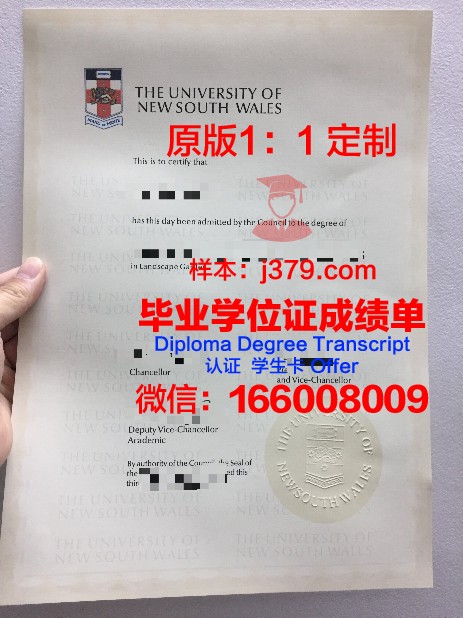 THE UNIVERSITY OF
NEW SOUTH WALES
原版1：1定制
This is to certify that
has this day been admitted by the Council to the degree of
in Landscape
样本：j379.com
毕业学位证成绩单
Diploma Degree Transcript
认证 学生卡 Offer
Chancellor
and Vice-Chancellor
微信：166008009
Deputy Vice-Chancellor
Academic
By authority of the Council, the Seal of
the
ed this
THE UNIVERSITY OF
NEW SOUTH WALES